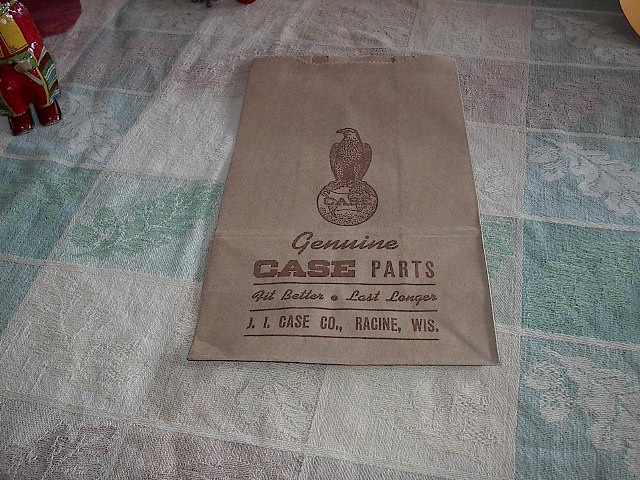 CASE
Genuine
CASE PARTS
Fit Better • Last Longer
J. I. CASE CO., RACINE, WIS.